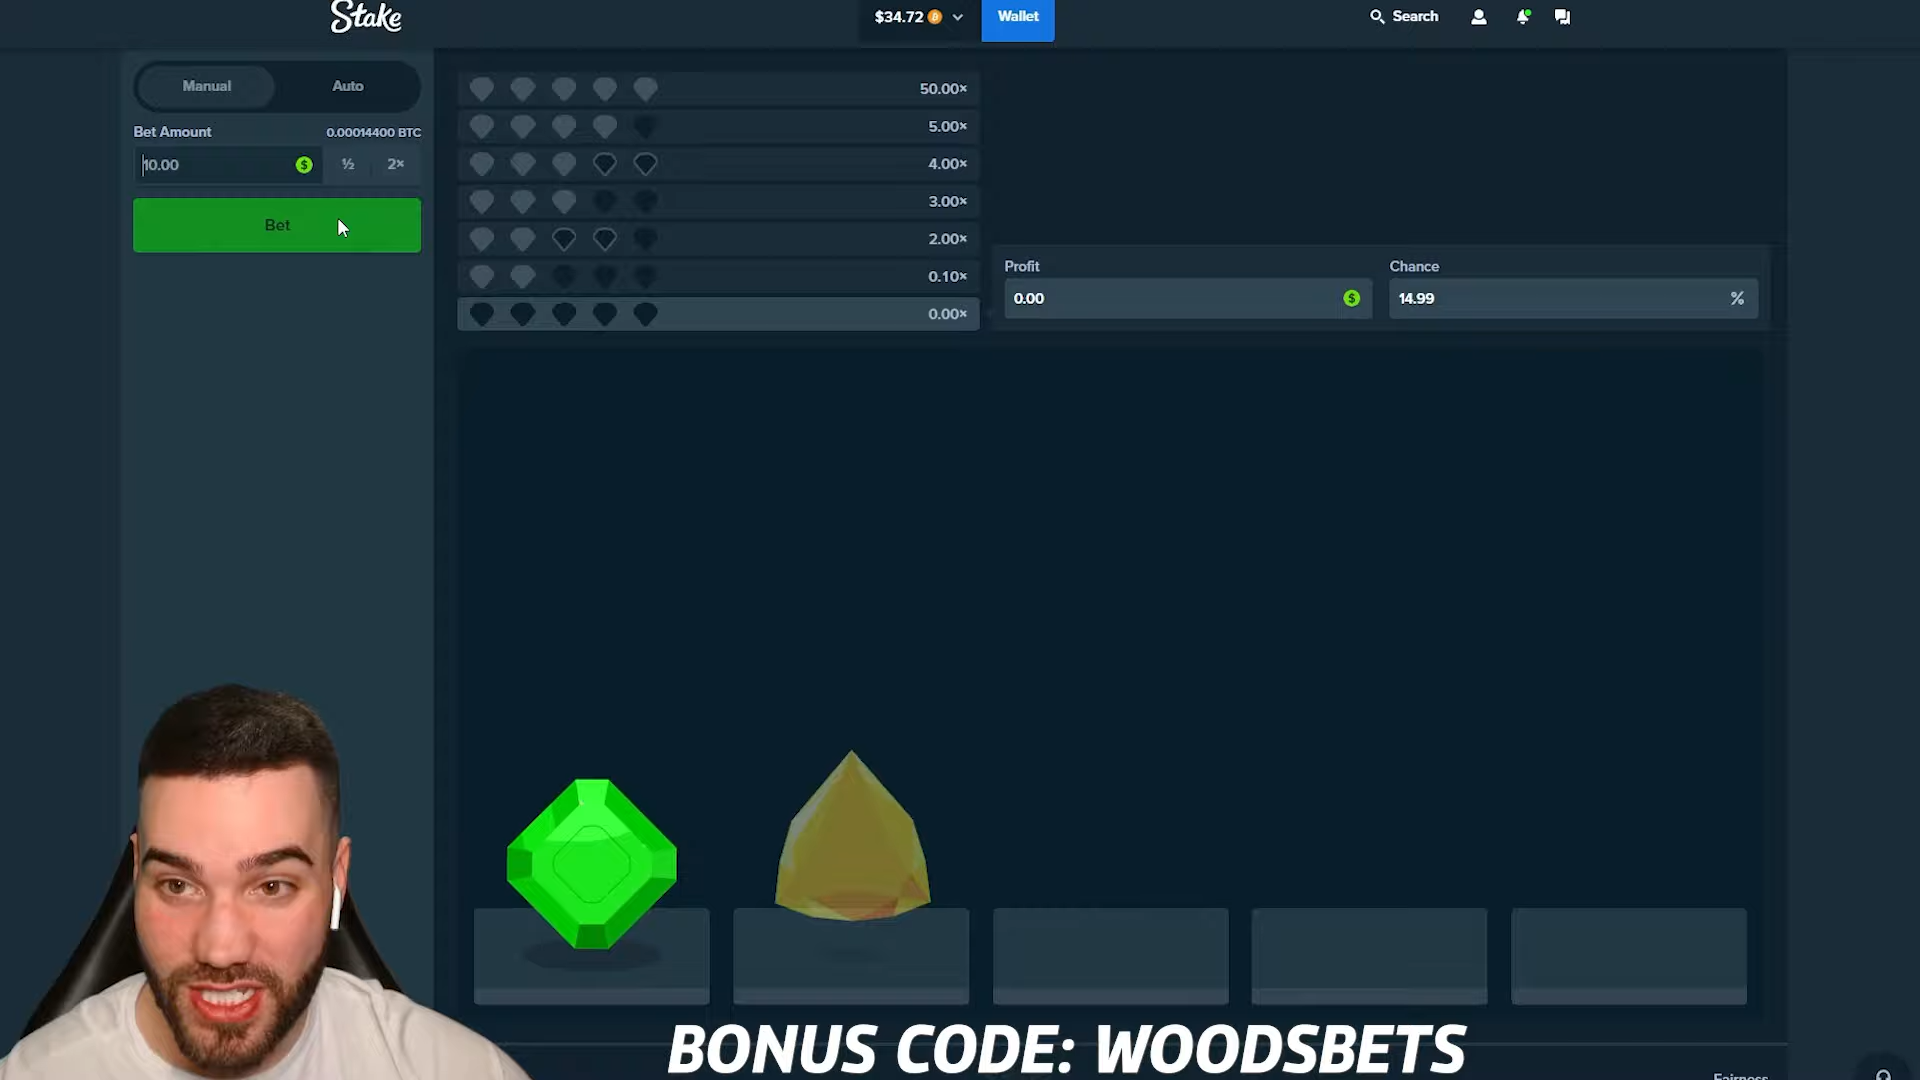 Stake
$34.72
Wallet
Search
Manual
Auto
Bet Amount
0.00014400 BTC
10.00
$
½
2×
Bet
50.00×
5.00×
4.00×
3.00×
2.00×
0.10×
0.00×
Profit
0.00
$
Chance
14.99
%
BONUS CODE: WOODSBETS
Fairness